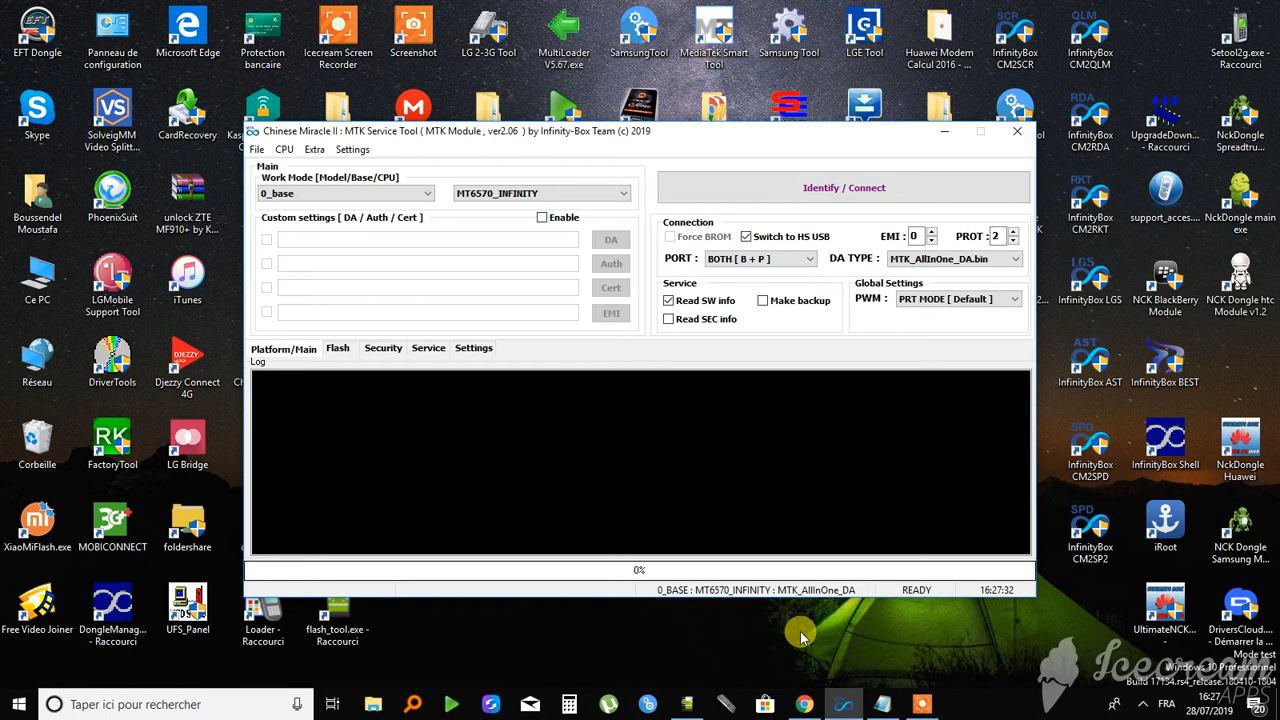 EFT Dongle
Panneau de configuration
Microsoft Edge
Protection bancaire
Icecream Screen Recorder
Screenshot
LG 2-3G Tool
MultiLoader V5.67.exe
SamsungTool
MediaTek Smart Tool
Samsung Tool
LGE Tool
Huawei Modem Calcul 2016 - ...
InfinityBox CM2SCR
InfinityBox CM2QLM
Setool2g.exe - Raccourci
Skype
SolveigMM Video Splitt...
CardRecovery
InfinityBox CM2RDA
UpgradeDown... - Raccourci
NckDongle Spreadtru...
Chinese Miracle II : MTK Service Tool ( MTK Module , ver2.06 ) by Infinity-Box Team (c) 2019
File CPU Extra Settings
Main
Work Mode [Model/Base/CPU]
0_base MT6570_INFINITY
Identify / Connect
Custom settings [ DA / Auth / Cert ] Enable
DA
Auth
Cert
EMI
Connection
Force BROM Switch to HS USB EMI : 0 PROT : 2
PORT : BOTH [ B + P ] DA TYPE : MTK_AllInOne_DA.bin
Service
Read SW info Make backup
Read SEC info
Global Settings
PWM : PRT MODE [ Default ]
Platform/Main Flash Security Service Settings
Log
0%
0_BASE : MT6570_INFINITY : MTK_AllInOne_DA READY 16:27:32
Boussendel Moustafa
PhoenixSuit
unlock ZTE MF910+ by K...
InfinityBox CM2RKT
support_acces...
NckDongle main
Ce PC
LGMobile Support Tool
iTunes
InfinityBox LGS
NCK BlackBerry Module
NCK Dongle htc Module v1.2
Réseau
DriverTools
Djezzy Connect 4G
InfinityBox AST
InfinityBox BEST
Corbeille
FactoryTool
LG Bridge
InfinityBox CM2SPD
InfinityBox Shell
NckDongle Huawei
XiaoMiFlash.exe
MOBICONNECT
foldershare
InfinityBox CM2SP2
iRoot
NCK Dongle Samsung M...
Free Video Joiner
DongleManag... - Raccourci
UFS_Panel
Loader - Raccourci
flash_tool.exe - Raccourci
UltimateNCK...
DriversCloud... - Démarrer la ...
Mode test
Windows 10 Professionnel
Build 17134.rs4_release.180410-1804
Icecream
APPS
Taper ici pour rechercher
FRA
16:27
28/07/2019
20